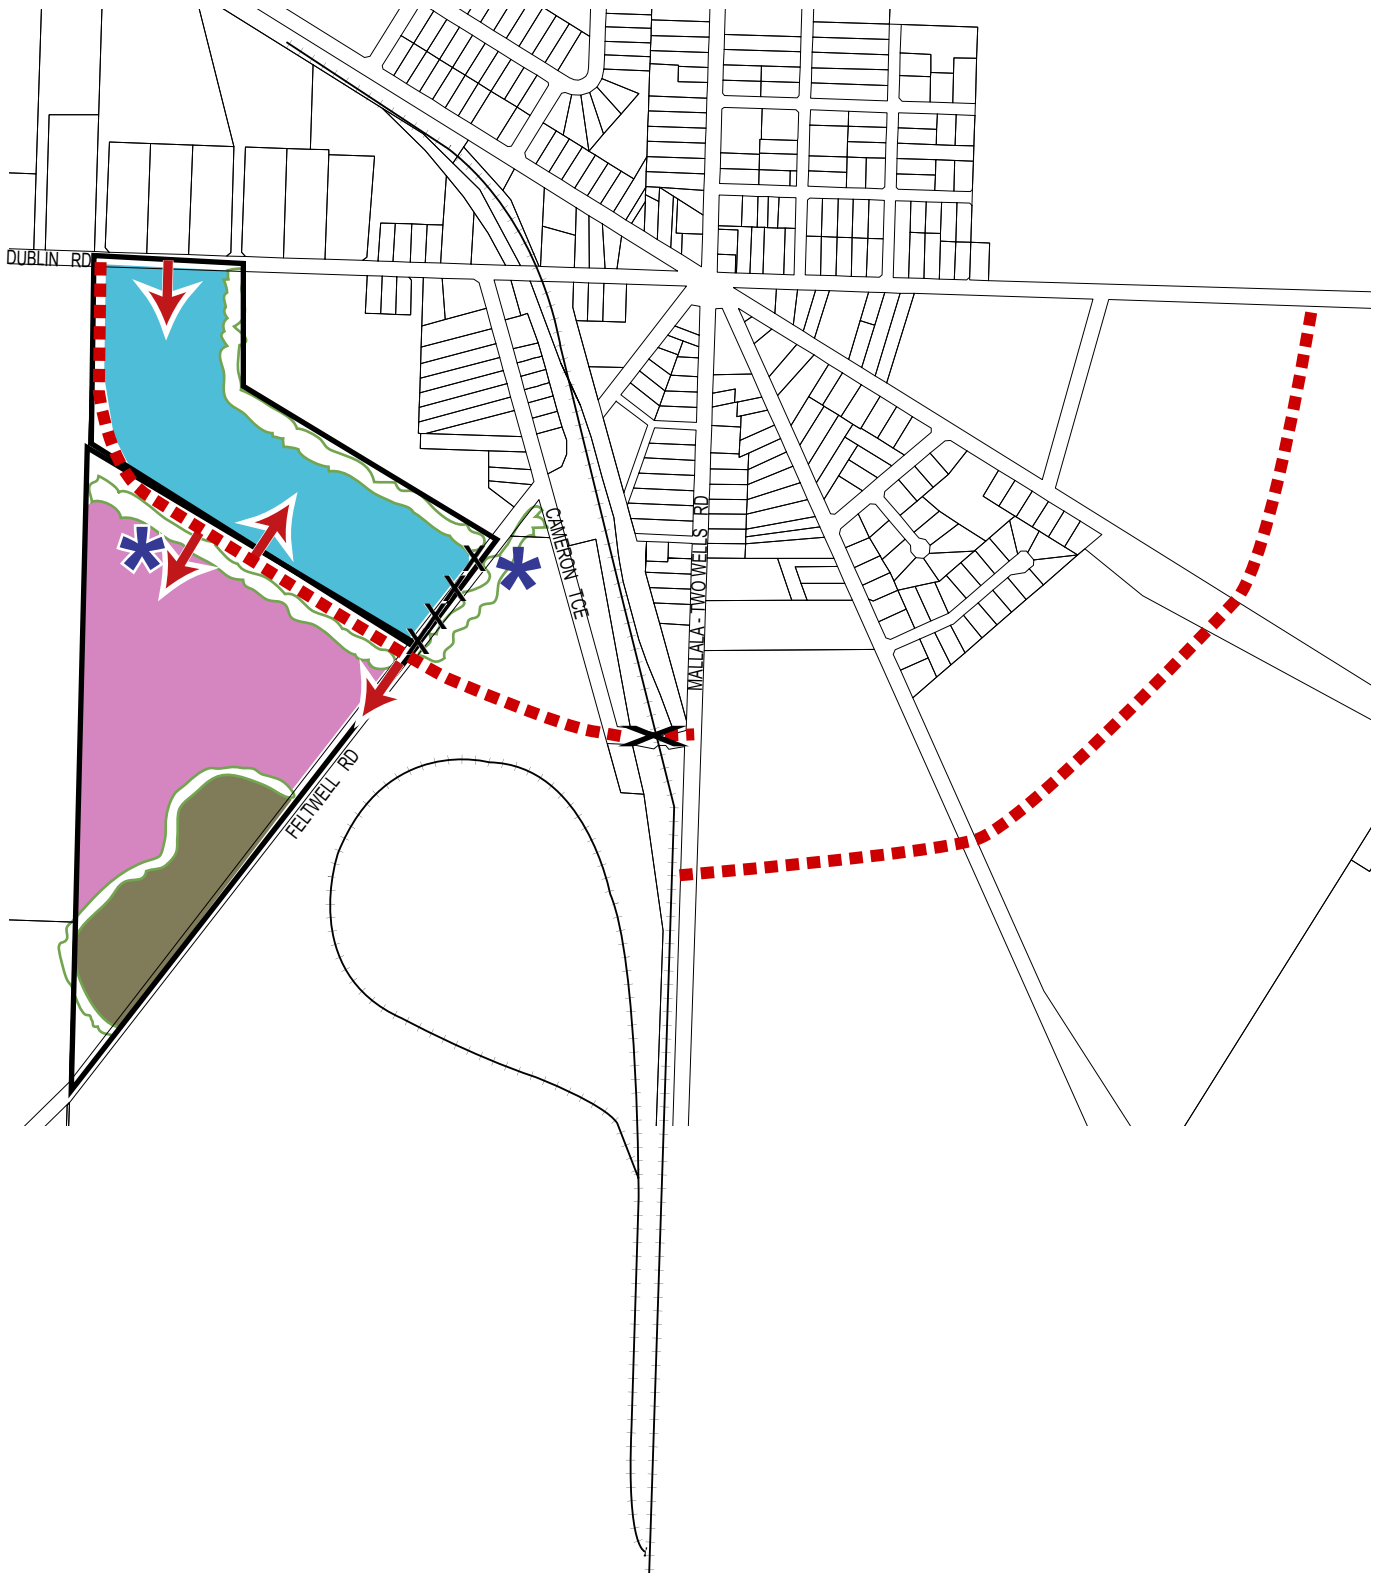 DUBLIN RD
CAMERON TCE
MALLALA - TWO WELLS RD
X
X
X
X
FELTWELL RD